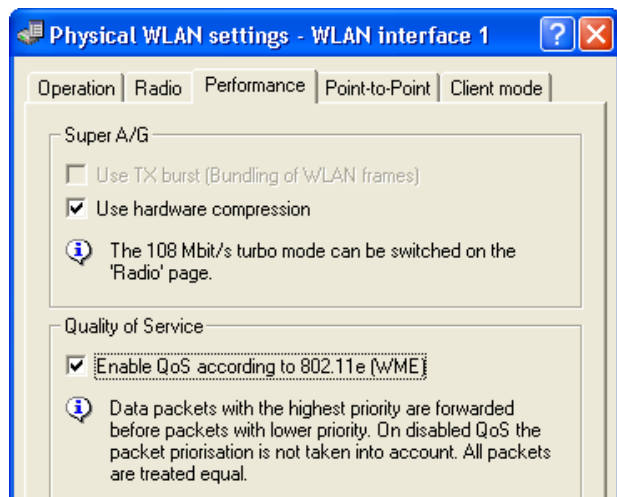 Physical WLAN settings - WLAN interface 1
Operation Radio Performance Point-to-Point Client mode
Super A/G
Use TX burst (Bundling of WLAN frames)
Use hardware compression
The 108 Mbit/s turbo mode can be switched on the
'Radio' page.
Quality of Service
Enable QoS according to 802.11e (WME)
Data packets with the highest priority are forwarded
before packets with lower priority. On disabled QoS the
packet priorisation is not taken into account. All packets
are treated equal.